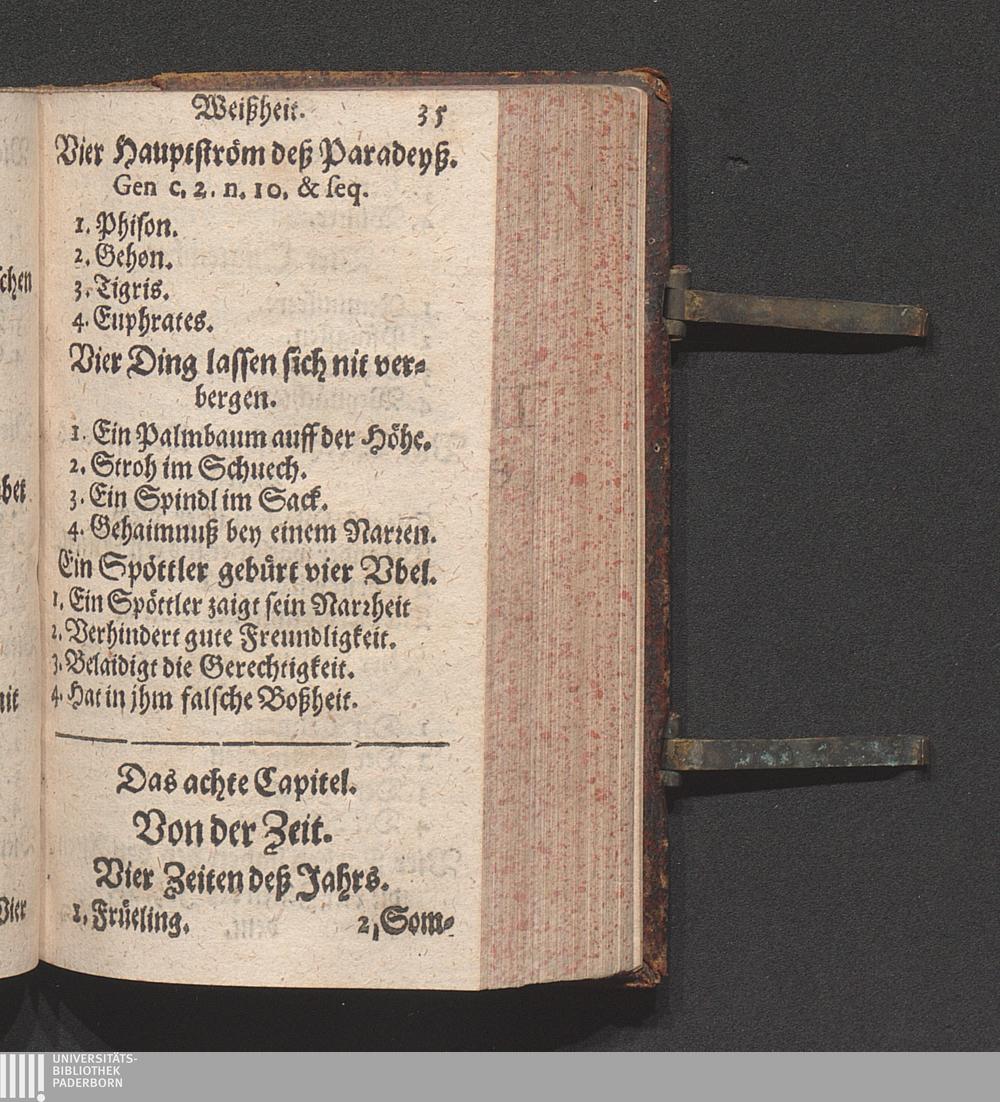 Weißheit. 35
Vier Hauptström deß Paradeyß.
Gen c. 2. n. 10. & seq.
1. Phison.
2. Gehon.
3. Tigris.
4. Euphrates.
Vier Ding lassen sich nit ver-
bergen.
1. Ein Palmbaum auff der Höhe.
2. Stroh im Schuech.
3. Ein Spindl im Sack.
4. Gehaimnuß bey einem Narren.
Ein Spöttler gebürt vier Vbel.
1. Ein Spöttler zaigt sein Narrheit
2. Verhindert gute Freundligkeit.
3. Belaidigt die Gerechtigkeit.
4. Hat in jhm falsche Boßheit.
Das achte Capitel.
Von der Zeit.
Vier Zeiten deß Jahrs.
1. Früeling. 2, Som-
UNIVERSITÄTS-
BIBLIOTHEK
PADERBORN